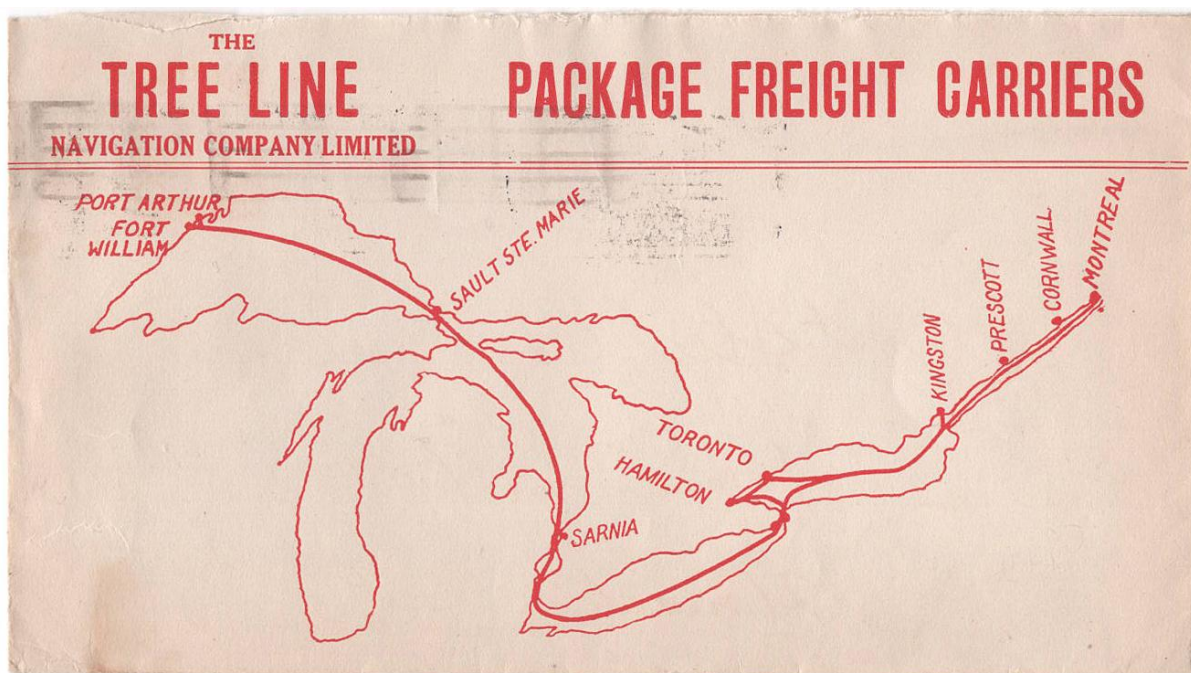 THE
TREE LINE
NAVIGATION COMPANY LIMITED
PACKAGE FREIGHT CARRIERS
PORT ARTHUR
FORT
WILLIAM
SAULT STE. MARIE
SARNIA
HAMILTON
TORONTO
KINGSTON
PRESCOTT
CORNWALL
MONTREAL